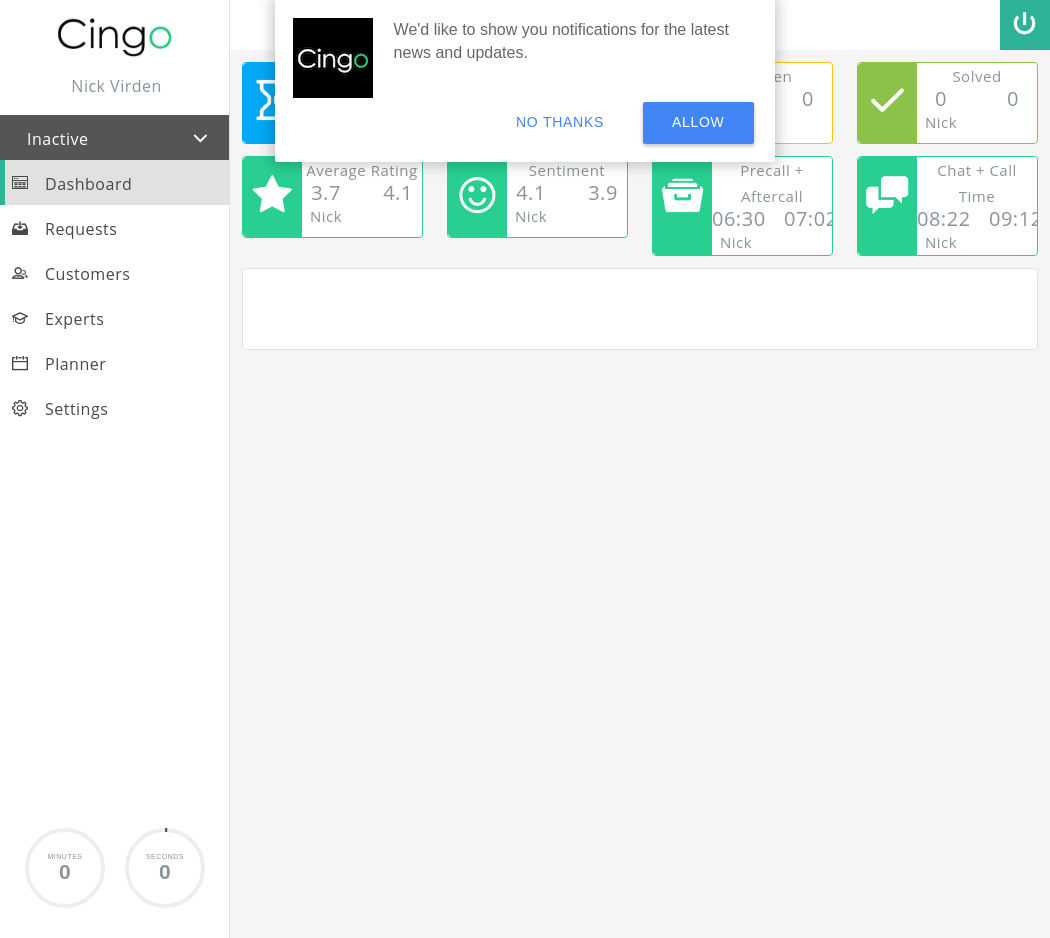 Cingo
Nick Virden
Inactive
Dashboard
Requests
Customers
Experts
Planner
Settings
MINUTES
0
SECONDS
0
Cingo
We'd like to show you notifications for the latest
news and updates.
NO THANKS
ALLOW
0
Solved
0 0
Nick
Average Rating
3.7 4.1
Nick
Sentiment
4.1 3.9
Nick
Precall +
Aftercall
06:30 07:02
Nick
Chat + Call
Time
08:22 09:12
Nick